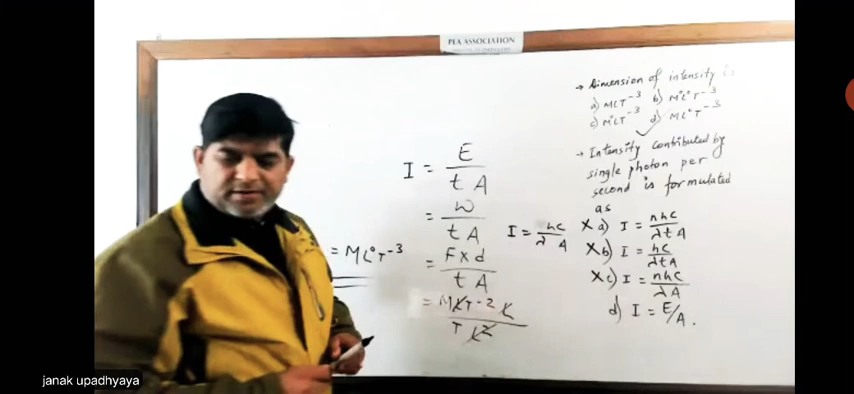 PEA ASSOCIATION
→ Dimension of intensity is
a) MLT⁻³ b) M⁰L⁰T⁻³
c) M⁰LT⁻³ d) ML⁰T⁻³
→ Intensity contributed by
single photon per
second is formulated
as
X a) I = nhc/λtA
X b) I = hc/λtA
X c) I = nhc/λA
d) I = E/A.
I = E/tA
= W/tA
= F×d/tA
= MLT-2L/TL²
= ML⁰T⁻³
I = hc/λA
janak upadhyaya